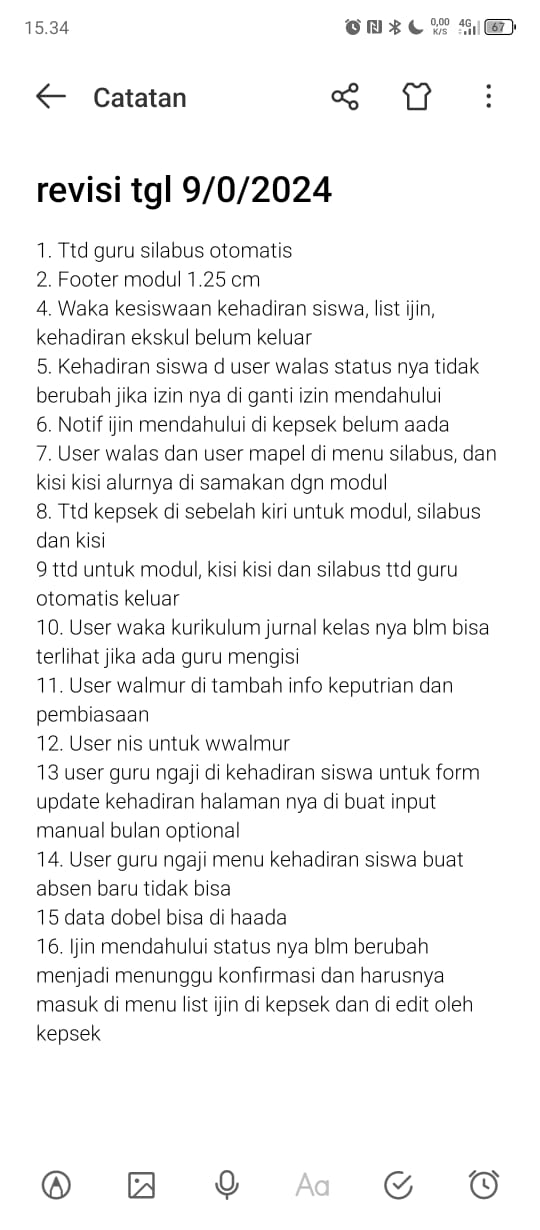 15.34
0,00
K/S
4G
67
Catatan
revisi tgl 9/0/2024
1. Ttd guru silabus otomatis
2. Footer modul 1.25 cm
4. Waka kesiswaan kehadiran siswa, list ijin,
kehadiran ekskul belum keluar
5. Kehadiran siswa d user walas status nya tidak
berubah jika izin nya di ganti izin mendahului
6. Notif ijin mendahului di kepsek belum aada
7. User walas dan user mapel di menu silabus, dan
kisi kisi alurnya di samakan dgn modul
8. Ttd kepsek di sebelah kiri untuk modul, silabus
dan kisi
9 ttd untuk modul, kisi kisi dan silabus ttd guru
otomatis keluar
10. User waka kurikulum jurnal kelas nya blm bisa
terlihat jika ada guru mengisi
11. User walmur di tambah info keputrian dan
pembiasaan
12. User nis untuk wwalmur
13 user guru ngaji di kehadiran siswa untuk form
update kehadiran halaman nya di buat input
manual bulan optional
14. User guru ngaji menu kehadiran siswa buat
absen baru tidak bisa
15 data dobel bisa di haada
16. Ijin mendahului status nya blm berubah
menjadi menunggu konfirmasi dan harusnya
masuk di menu list ijin di kepsek dan di edit oleh
kepsek
Aa